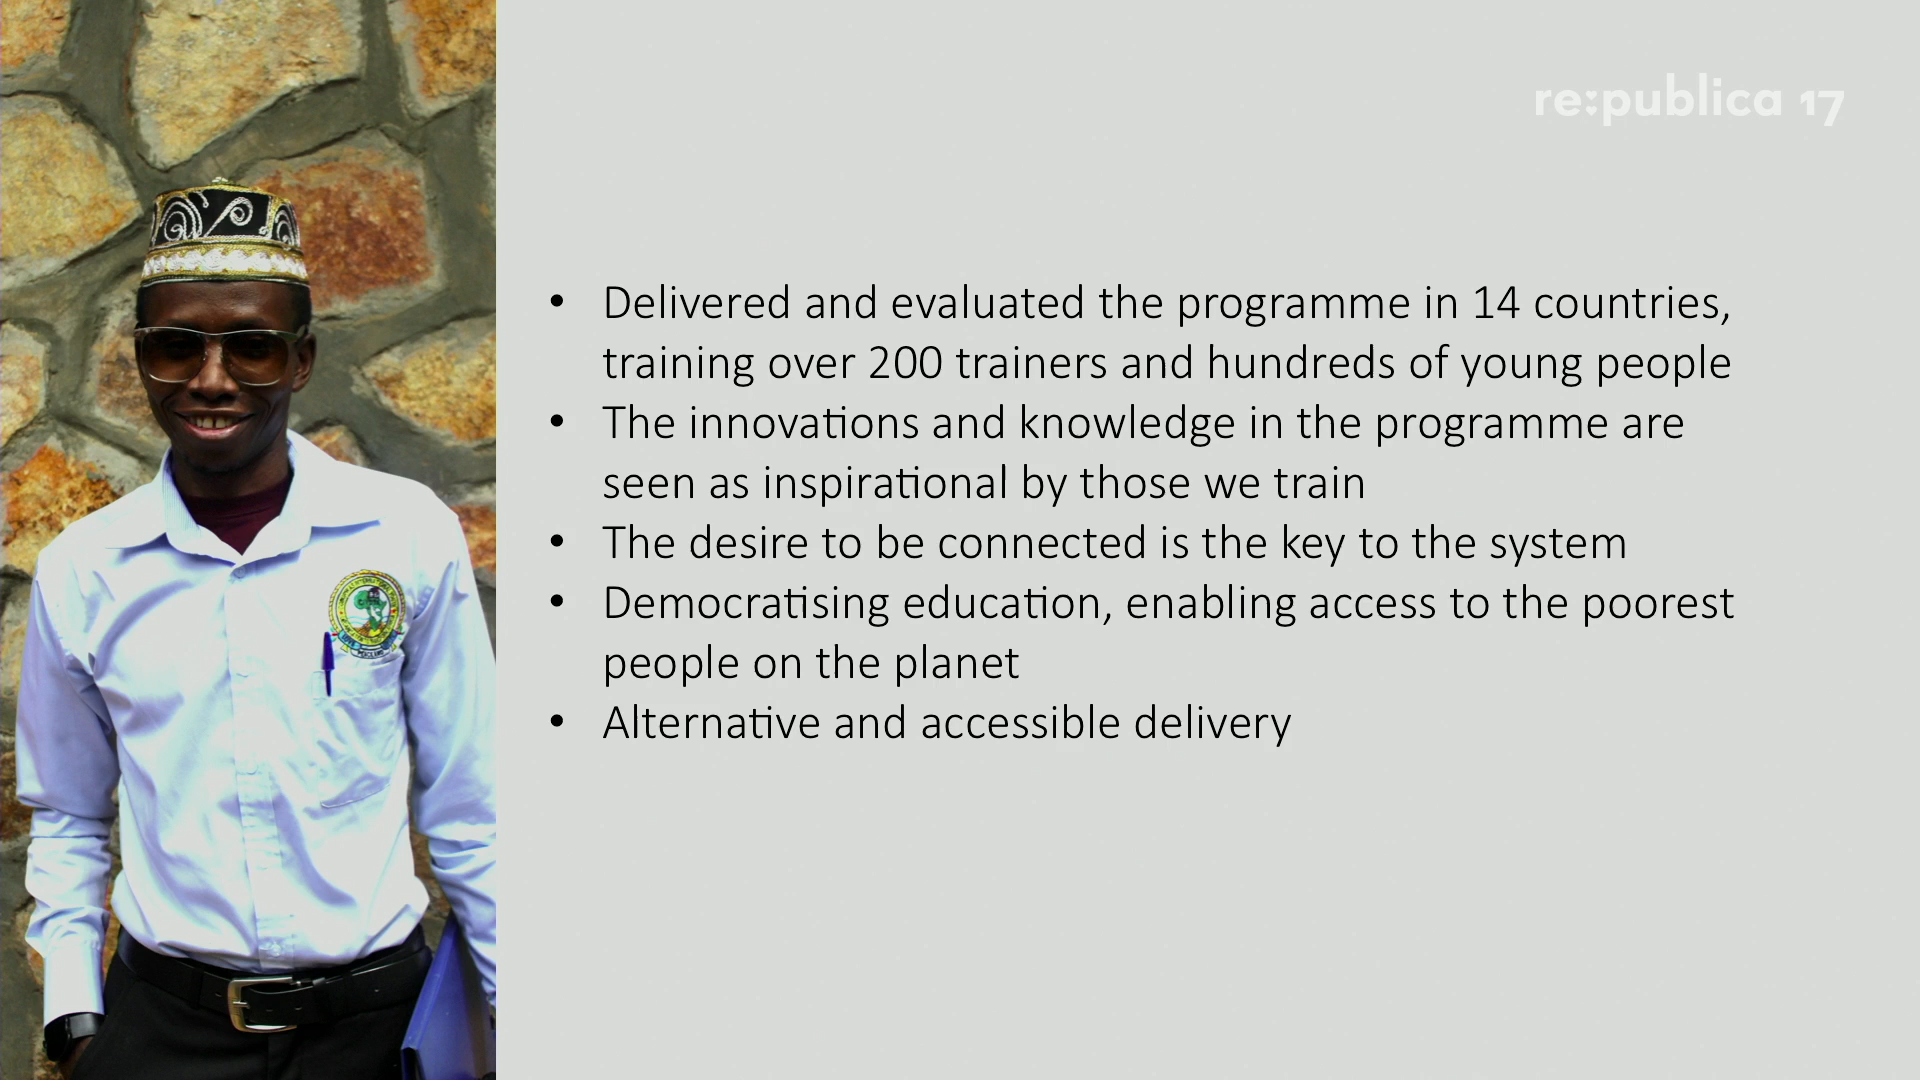 re:publica 17
• Delivered and evaluated the programme in 14 countries,
training over 200 trainers and hundreds of young people
• The innovations and knowledge in the programme are
seen as inspirational by those we train
• The desire to be connected is the key to the system
• Democratising education, enabling access to the poorest
people on the planet
• Alternative and accessible delivery